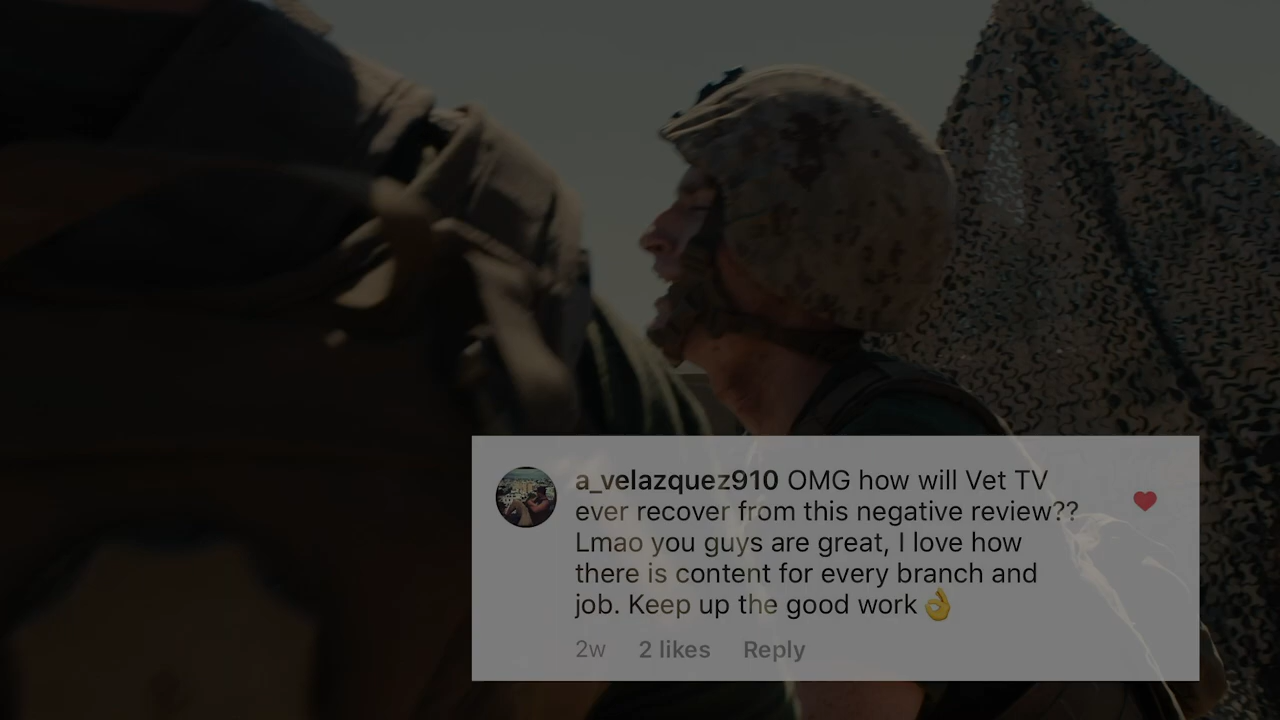 a_velazquez910 OMG how will Vet TV
ever recover from this negative review??
Lmao you guys are great, I love how
there is content for every branch and
job. Keep up the good work👌
2w 2 likes Reply